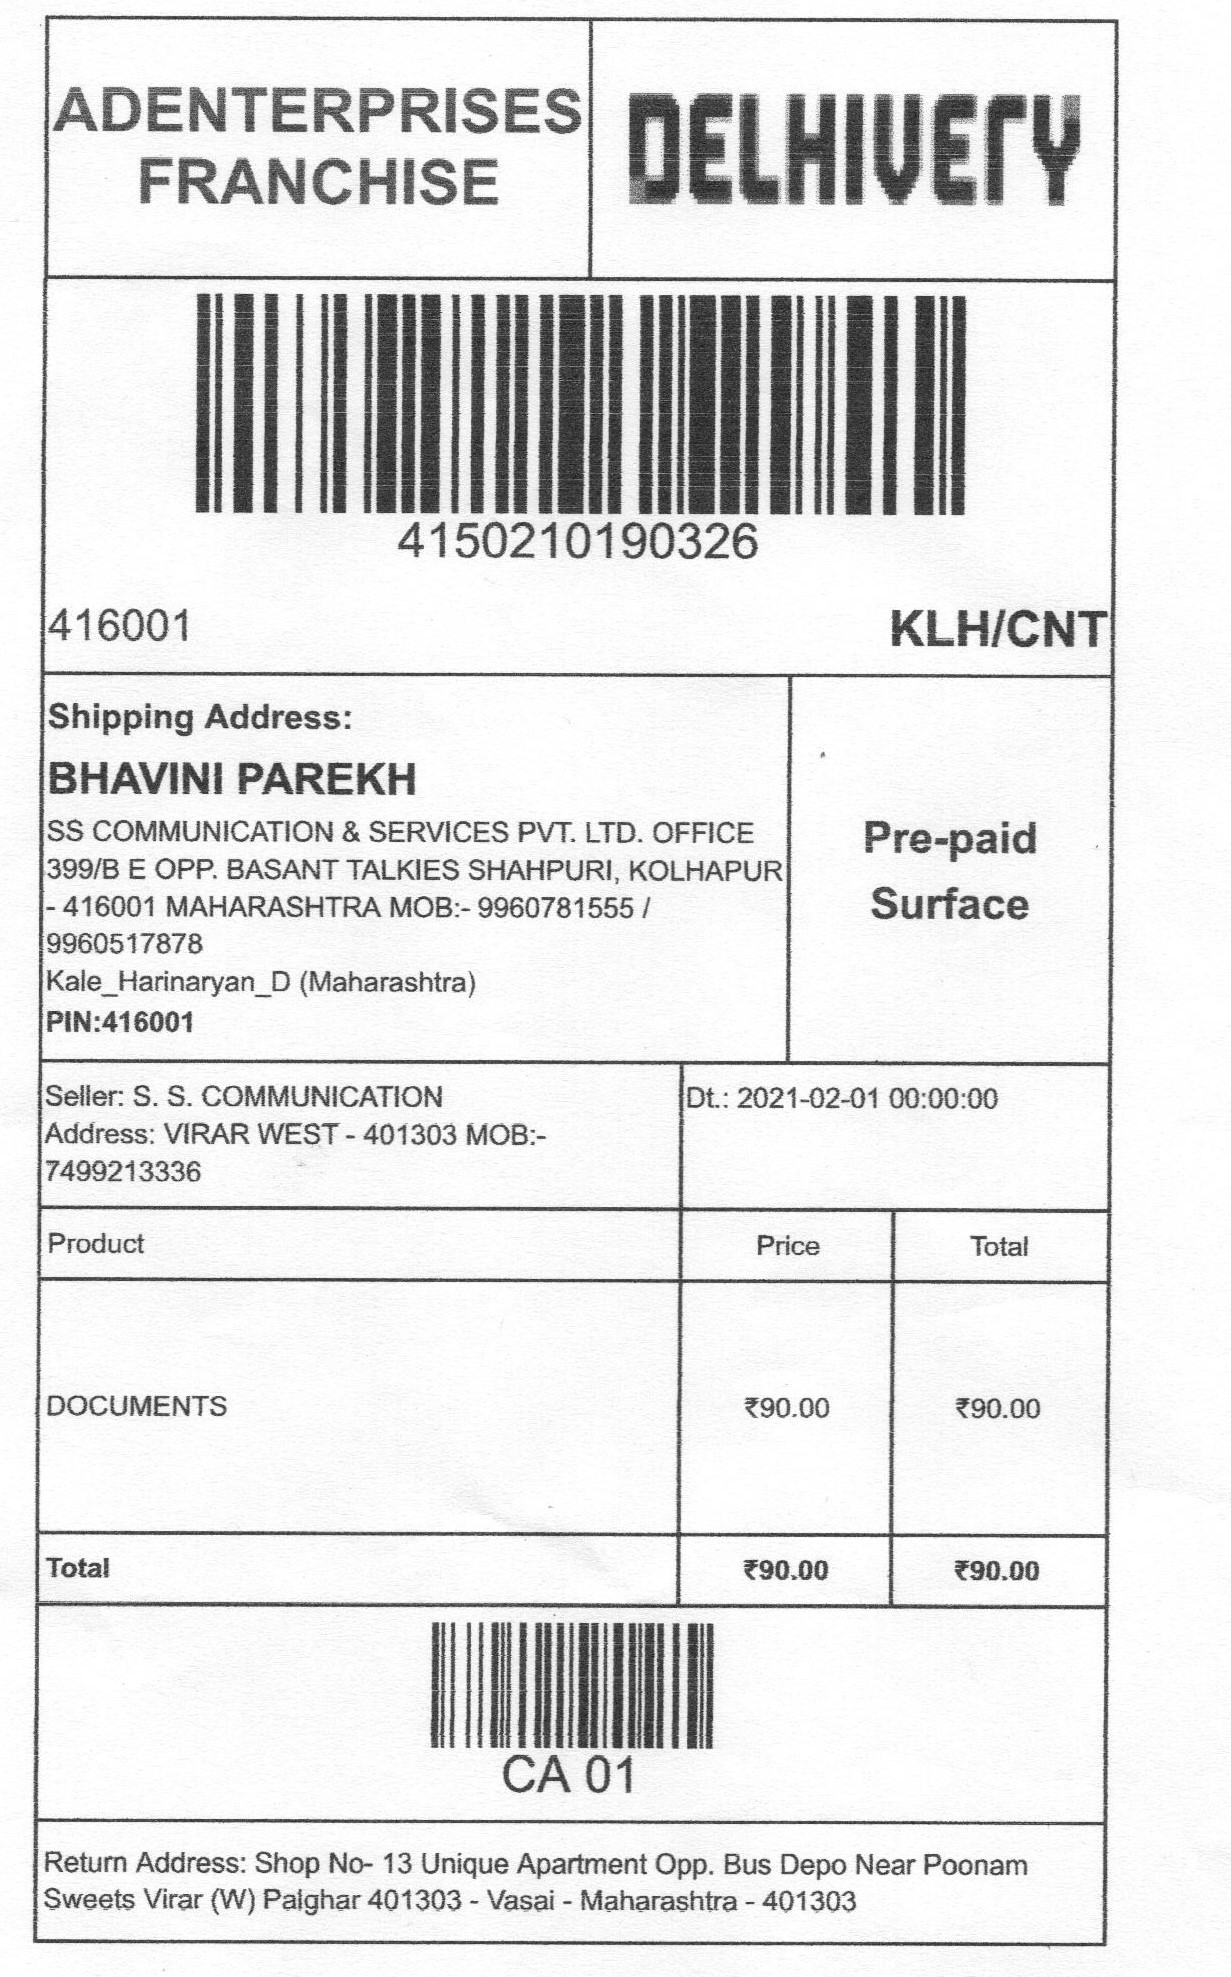 ADENTERPRISES
FRANCHISE
DELHIVERY
4150210190326
416001
KLH/CNT
Shipping Address:
BHAVINI PAREKH
SS COMMUNICATION & SERVICES PVT. LTD. OFFICE
399/B E OPP. BASANT TALKIES SHAHPURI, KOLHAPUR
- 416001 MAHARASHTRA MOB:- 9960781555 /
9960517878
Kale_Harinaryan_D (Maharashtra)
PIN:416001
Pre-paid
Surface
Seller: S. S. COMMUNICATION
Address: VIRAR WEST - 401303 MOB:-
7499213336
Dt.: 2021-02-01 00:00:00
Product Price Total
DOCUMENTS ₹90.00 ₹90.00
Total ₹90.00 ₹90.00
CA 01
Return Address: Shop No- 13 Unique Apartment Opp. Bus Depo Near Poonam
Sweets Virar (W) Palghar 401303 - Vasai - Maharashtra - 401303